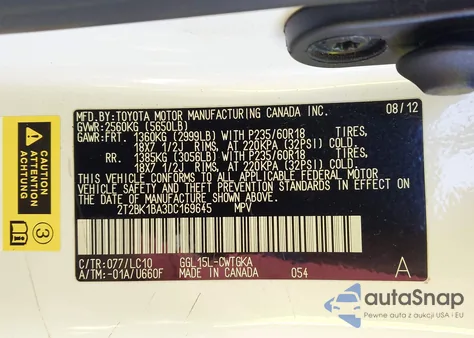 MFD. BY: TOYOTA MOTOR MANUFACTURING CANADA INC. 08/12
GVWR: 2560KG (5650LB)
GAWR: FRT. 1360KG (2999LB) WITH P235/60R18 TIRES,
18X7 1/2J RIMS, AT 220KPA (32PSI) COLD
RR. 1385KG (3056LB) WITH P235/60R18 TIRES,
18X7 1/2J RIMS, AT 220KPA (32PSI) COLD
THIS VEHICLE CONFORMS TO ALL APPLICABLE FEDERAL MOTOR
VEHICLE SAFETY AND THEFT PREVENTION STANDARDS IN EFFECT ON
THE DATE OF MANUFACTURE SHOWN ABOVE.
2T2BK1BA3DC169645 MPV
C/TR: 077/LC10 GGL15L-CWTGKA
A/TM: -01A/U660F MADE IN CANADA 054 A
CAUTION
ATTENTION
ACHTUNG
3
autoSnap
Pewne auta z aukcji USA i EU